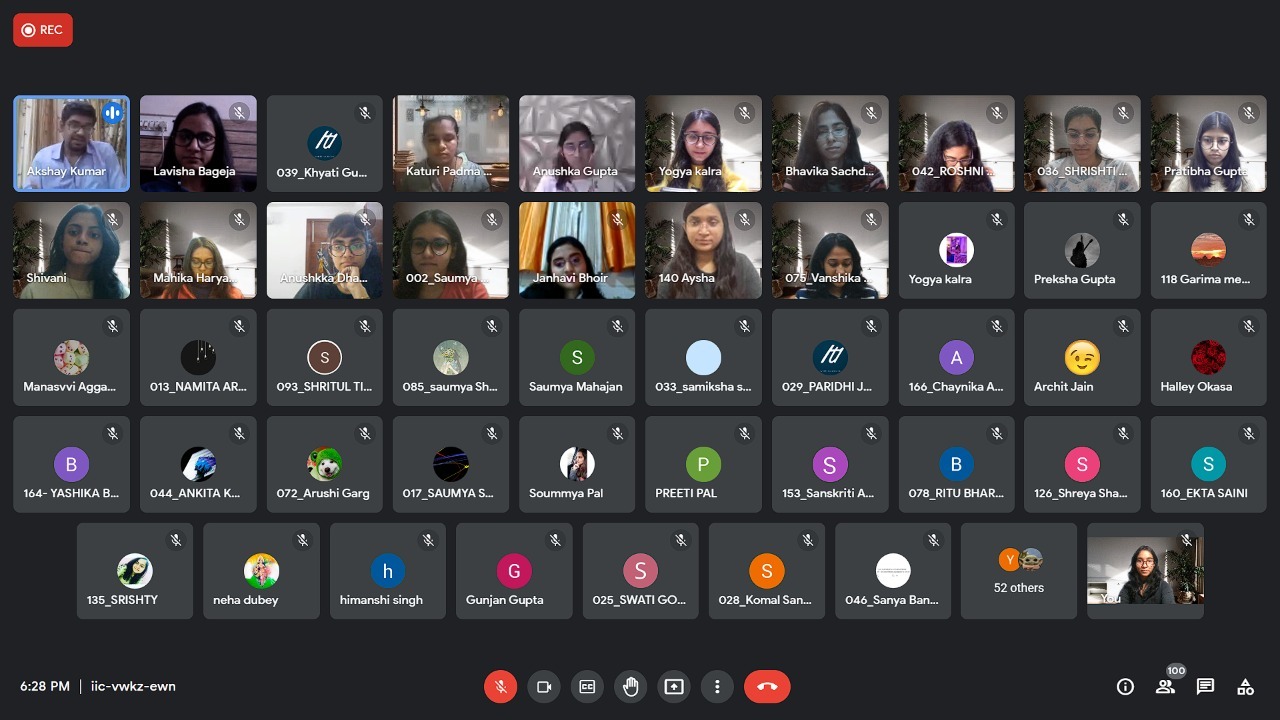 REC
Akshay Kumar
Lavisha Bageja
039_Khyati Gu...
Katuri Padma ...
Anushka Gupta
Yogya kalra
Bhavika Sachd...
042_ROSHNI ...
036_SHRISHTI ...
Pratibha Gupta
Shivani
Mahika Harya...
Anushkka Dha...
002_Saumya ...
Janhavi Bhoir
140 Aysha
075_Vanshika ...
Yogya kalra
Preksha Gupta
118 Garima me...
Manasvvi Agga...
013_NAMITA AR...
S
093_SHRITUL TI...
085_saumya Sh...
S
Saumya Mahajan
033_samiksha s...
029_PARIDHI J...
A
166_Chaynika A...
Archit Jain
Halley Okasa
B
164- YASHIKA B...
044_ANKITA K...
072_Arushi Garg
017_SAUMYA S...
Soummya Pal
P
PREETI PAL
S
153_Sanskriti A...
B
078_RITU BHAR...
S
126_Shreya Sha...
S
160_EKTA SAINI
135_SRISHTY
neha dubey
h
himanshi singh
G
Gunjan Gupta
S
025_SWATI GO...
S
028_Komal San...
046_Sanya Ban...
Y
52 others
You
6:28 PM | iic-vwkz-ewn
100